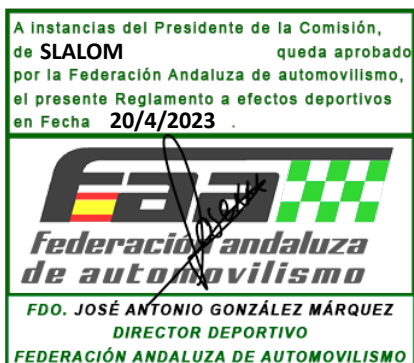 A instancias del Presidente de la Comisión,
de SLALOM queda aprobado
por la Federación Andaluza de automovilismo,
el presente Reglamento a efectos deportivos
en Fecha 20/4/2023 .
faa
federación andaluza
de automovilismo
FDO. JOSÉ ANTONIO GONZÁLEZ MÁRQUEZ
DIRECTOR DEPORTIVO
FEDERACIÓN ANDALUZA DE AUTOMOVILISMO